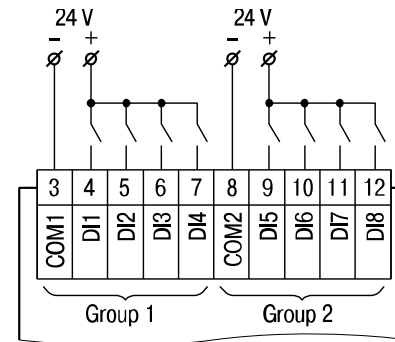 24 V 24 V
− + − +
3 4 5 6 7 8 9 10 11 12
COM1 DI1 DI2 DI3 DI4 COM2 DI5 DI6 DI7 DI8
Group 1 Group 2